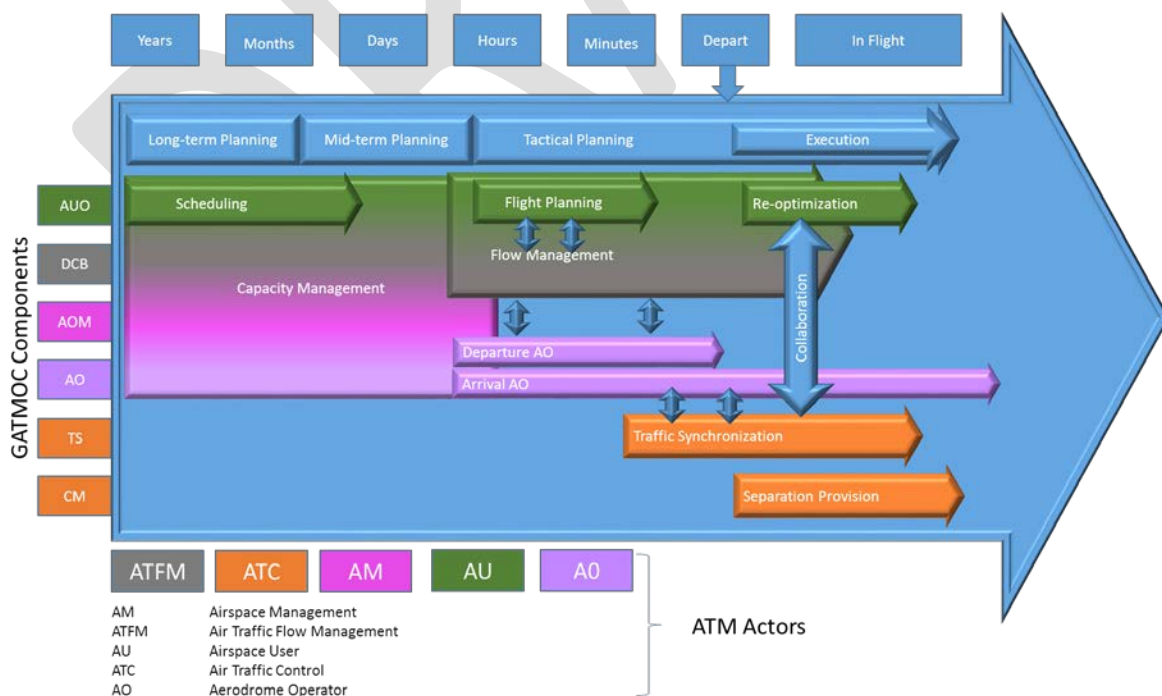 Years
Months
Days
Hours
Minutes
Depart
In Flight
Long-term Planning
Mid-term Planning
Tactical Planning
Execution
GATMOC Components
AUO
Scheduling
Flight Planning
Re-optimization
DCB
Flow Management
Capacity Management
AOM
Collaboration
Departure AO
AO
Arrival AO
TS
Traffic Synchronization
CM
Separation Provision
ATFM
ATC
AM
AU
A0
AM Airspace Management
ATFM Air Traffic Flow Management
AU Airspace User
ATC Air Traffic Control
AO Aerodrome Operator
ATM Actors